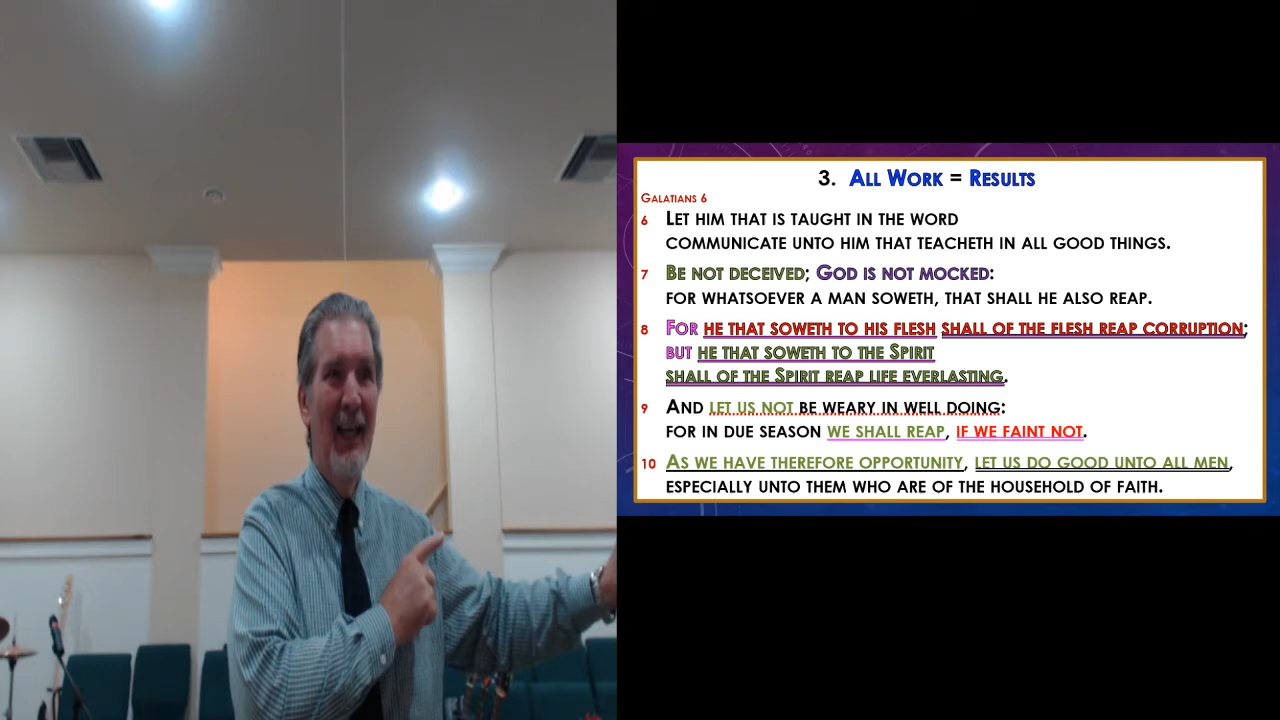 3. All Work = Results
Galatians 6
6 Let him that is taught in the word
communicate unto him that teacheth in all good things.
7 Be not deceived; God is not mocked:
for whatsoever a man soweth, that shall he also reap.
8 For he that soweth to his flesh shall of the flesh reap corruption;
but he that soweth to the Spirit
shall of the Spirit reap life everlasting.
9 And let us not be weary in well doing:
for in due season we shall reap, if we faint not.
10 As we have therefore opportunity, let us do good unto all men,
especially unto them who are of the household of faith.